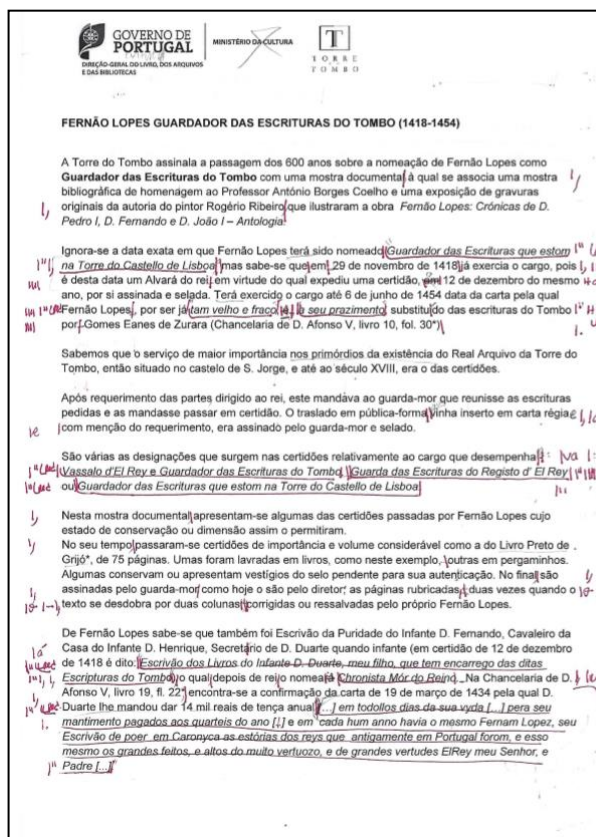 GOVERNO DE
PORTUGAL
MINISTÉRIO DA CULTURA
DIREÇÃO-GERAL DO LIVRO, DOS ARQUIVOS
E DAS BIBLIOTECAS
T
TORRE
DO
TOMBO
FERNÃO LOPES GUARDADOR DAS ESCRITURAS DO TOMBO (1418-1454)
A Torre do Tombo assinala a passagem dos 600 anos sobre a nomeação de Fernão Lopes como
Guardador das Escrituras do Tombo com uma mostra documental à qual se associa uma mostra
bibliográfica de homenagem ao Professor António Borges Coelho e uma exposição de gravuras
originais da autoria do pintor Rogério Ribeiro que ilustraram a obra Fernão Lopes: Crónicas de D.
Pedro I, D. Fernando e D. João I – Antologia.
Ignora-se a data exata em que Fernão Lopes terá sido nomeado Guardador das Escrituras que estom
na Torre do Castello de Lisboa mas sabe-se que em 29 de novembro de 1418 já exercia o cargo, pois
é desta data um Alvará do rei em virtude do qual expediu uma certidão, em 12 de dezembro do mesmo
ano, por si assinada e selada. Terá exercido o cargo até 6 de junho de 1454 data da carta pela qual
Fernão Lopes, por ser já tam velho e fraco, a seu prazimento substituído das escrituras do Tombo
por Gomes Eanes de Zurara (Chancelaria de D. Afonso V, livro 10, fol. 30*)
Sabemos que o serviço de maior importância nos primórdios da existência do Real Arquivo da Torre do
Tombo, então situado no castelo de S. Jorge, e até ao século XVIII, era o das certidões.
Após requerimento das partes dirigido ao rei, este mandava ao guarda-mor que reunisse as escrituras
pedidas e as mandasse passar em certidão. O traslado em pública-forma vinha inserto em carta régia
com menção do requerimento, era assinado pelo guarda-mor e selado.
São várias as designações que surgem nas certidões relativamente ao cargo que desempenha
Vassalo d'El Rey e Guardador das Escrituras do Tombo, Guarda das Escrituras do Registo d' El Rey
ou Guardador das Escrituras que estom na Torre do Castello de Lisboa
Nesta mostra documental apresentam-se algumas das certidões passadas por Fernão Lopes cujo
estado de conservação ou dimensão assim o permitiram.
No seu tempo passaram-se certidões de importância e volume considerável como a do Livro Preto de
Grijó*, de 75 páginas. Umas foram lavradas em livros, como neste exemplo, outras em pergaminhos.
Algumas conservam ou apresentam vestígios do selo pendente para sua autenticação. No final são
assinadas pelo guarda-mor como hoje o são pelo diretor; as páginas rubricadas, duas vezes quando o
texto se desdobra por duas colunas corrigidas ou ressalvadas pelo próprio Fernão Lopes.
De Fernão Lopes sabe-se que também foi Escrivão da Puridade do Infante D. Fernando, Cavaleiro da
Casa do Infante D. Henrique, Secretário de D. Duarte quando infante (em certidão de 12 de dezembro
de 1418 é dito: Escrivão dos Livros do Infante D. Duarte, meu filho, que tem encarrego das ditas
Escripturas do Tombo) o qual depois de rei o nomeará Chronista Mór do Reino. Na Chancelaria de D.
Afonso V, livro 19, fl. 22* encontra-se a confirmação da carta de 19 de março de 1434 pela qual D.
Duarte lhe mandou dar 14 mil reais de tença anual [...] em todollos dias da sua vyda [...] pera seu
mantimento pagados aos quarteis do ano [.] e em cada hum anno havia o mesmo Fernam Lopez, seu
Escrivão de poer em Caronyca as estórias dos reys que antigamente em Portugal forom, e esso
mesmo os grandes feitos, e altos do muito vertuozo, e de grandes vertudes ElRey meu Senhor, e
Padre [...]